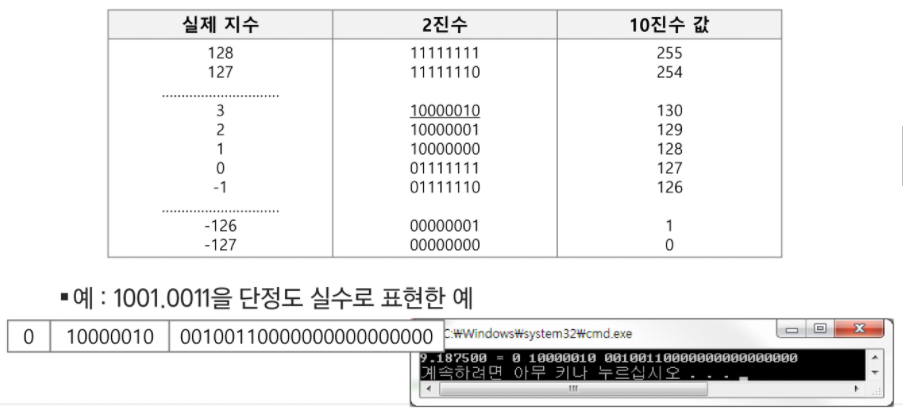 실제 지수 2진수 10진수 값
128 11111111 255
127 11111110 254
..............................
3 10000010 130
2 10000001 129
1 10000000 128
0 01111111 127
-1 01111110 126
..............................
-126 00000001 1
-127 00000000 0
▪ 예 : 1001.0011을 단정도 실수로 표현한 예
0 10000010 00100110000000000000000
C:₩Windows₩system32₩cmd.exe
9.187500 = 0 10000010 00100110000000000000000
계속하려면 아무 키나 누르십시오 . . .